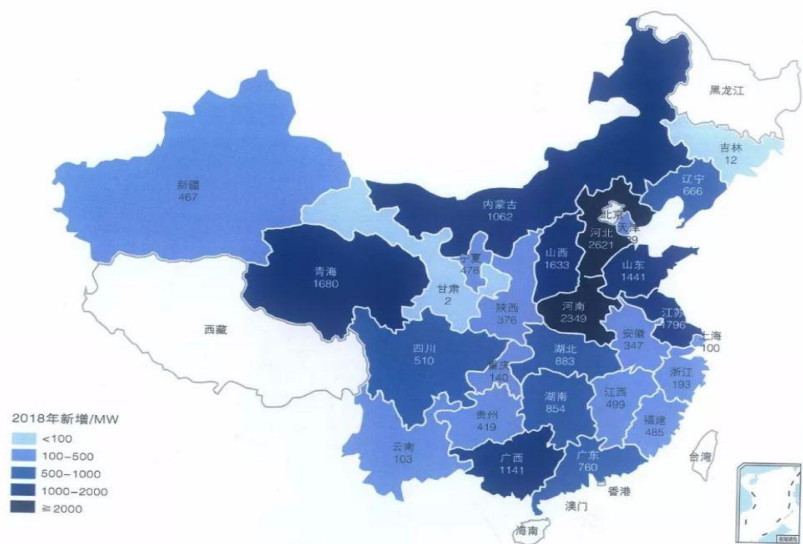 黑龙江
吉林
12
辽宁
666
新疆
467
内蒙古
1062
北京
天津
河北
2621
宁夏
476
山西
1633
山东
1441
青海
1680
甘肃
2
陕西
376
河南
2349
江苏
1796
西藏
安徽
347
上海
100
四川
510
湖北
883
重庆
140
浙江
193
湖南
854
江西
499
贵州
419
福建
485
云南
103
广西
1141
广东
760
台湾
香港
澳门
海南
2018年新增/MW
<100
100-500
500-1000
1000-2000
≧2000